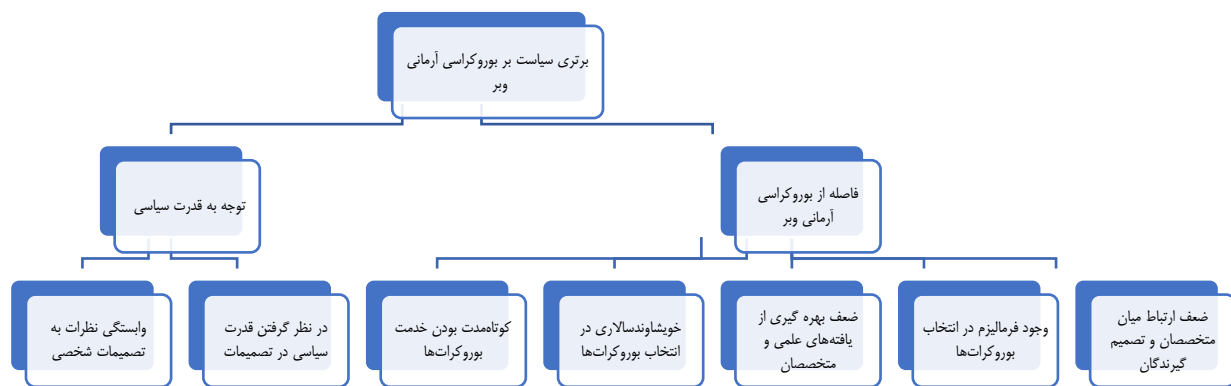 برتری سیاست بر بوروکراسی آرمانی
وبر
فاصله از بوروکراسی
آرمانی وبر
توجه به قدرت سیاسی
ضعف ارتباط میان
متخصصان و تصمیم
گیرندگان
وجود فرمالیزم در انتخاب
بوروکرات‌ها
ضعف بهره گیری از
یافته‌های علمی و
متخصصان
خویشاوندسالاری در
انتخاب بوروکرات‌ها
کوتاه‌مدت بودن خدمت
بوروکرات‌ها
در نظر گرفتن قدرت
سیاسی در تصمیمات
وابستگی نظرات به
تصمیمات شخصی